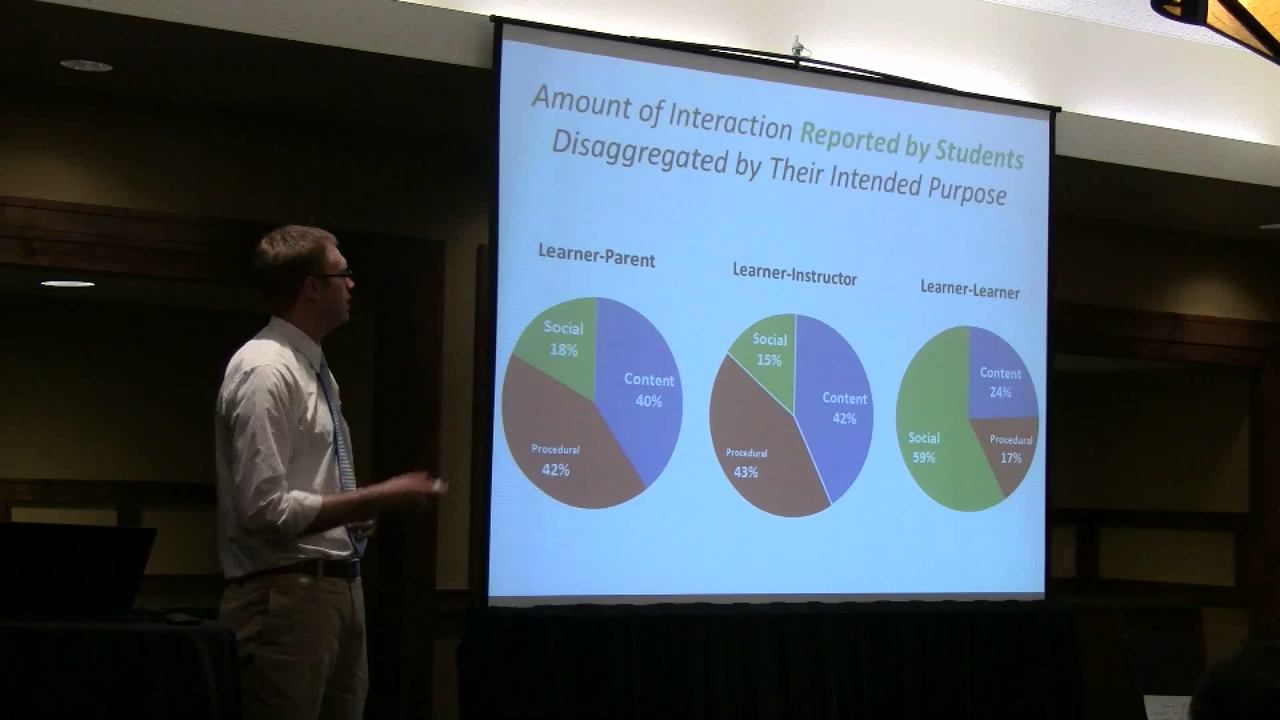 Amount of Interaction Reported by Students
Disaggregated by Their Intended Purpose
Learner-Parent
Social
18%
Content
40%
Procedural
42%
Learner-Instructor
Social
15%
Content
42%
Procedural
43%
Learner-Learner
Content
24%
Social
59%
Procedural
17%